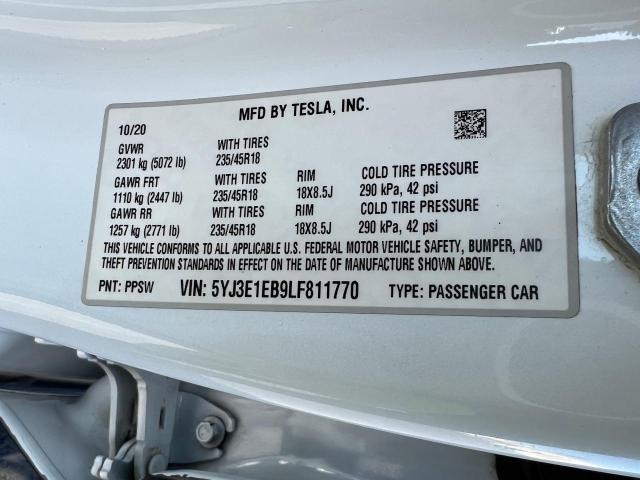 MFD BY TESLA, INC.
10/20
GVWR WITH TIRES
2301 kg (5072 lb) 235/45R18
GAWR FRT WITH TIRES RIM COLD TIRE PRESSURE
1110 kg (2447 lb) 235/45R18 18X8.5J 290 kPa, 42 psi
GAWR RR WITH TIRES RIM COLD TIRE PRESSURE
1257 kg (2771 lb) 235/45R18 18X8.5J 290 kPa, 42 psi
THIS VEHICLE CONFORMS TO ALL APPLICABLE U.S. FEDERAL MOTOR VEHICLE SAFETY, BUMPER, AND
THEFT PREVENTION STANDARDS IN EFFECT ON THE DATE OF MANUFACTURE SHOWN ABOVE.
PNT: PPSW VIN: 5YJ3E1EB9LF811770 TYPE: PASSENGER CAR